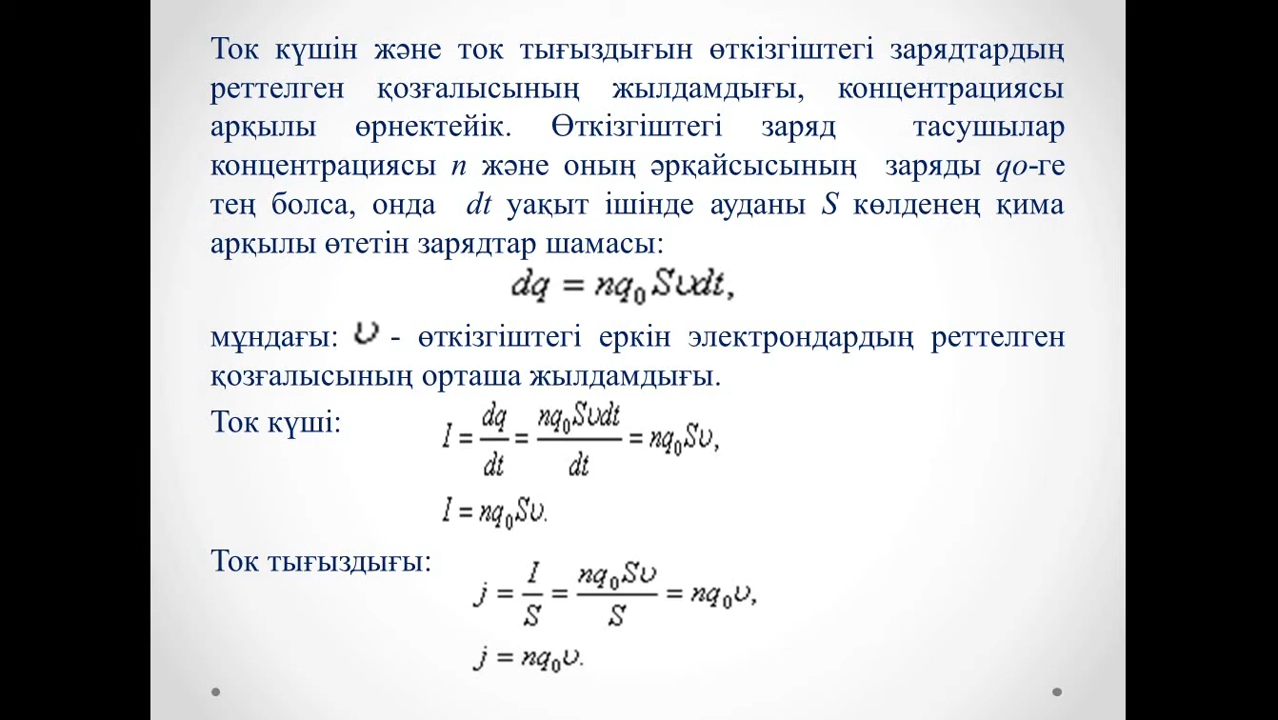 Ток күшін және ток тығыздығын өткізгіштегі зарядтардың
реттелген қозғалысының жылдамдығы, концентрациясы
арқылы өрнектейік. Өткізгіштегі заряд тасушылар
концентрациясы n және оның әрқайсысының заряды qо-ге
тең болса, онда dt уақыт ішінде ауданы S көлденең қима
арқылы өтетін зарядтар шамасы:
dq = nq₀Sυdt,
мұндағы: υ - өткізгіштегі еркін электрондардың реттелген
қозғалысының орташа жылдамдығы.
Ток күші: I = dq/dt = nq₀Sυdt/dt = nq₀Sυ,
I = nq₀Sυ.
Ток тығыздығы: j = I/S = nq₀Sυ/S = nq₀υ,
j = nq₀υ.